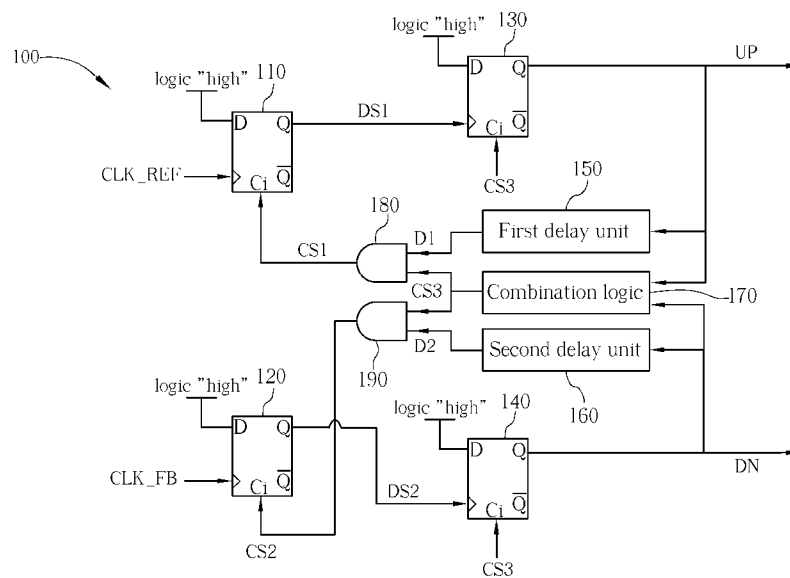 100
logic "high"
110
D
Q
Ci
Q
CLK_REF
DS1
logic "high"
130
D
Q
Ci
Q
CS3
UP
180
CS1
D1
CS3
150
First delay unit
Combination logic
170
190
D2
Second delay unit
160
logic "high"
120
D
Q
Ci
Q
CLK_FB
CS2
DS2
logic "high"
140
D
Q
Ci
Q
CS3
DN